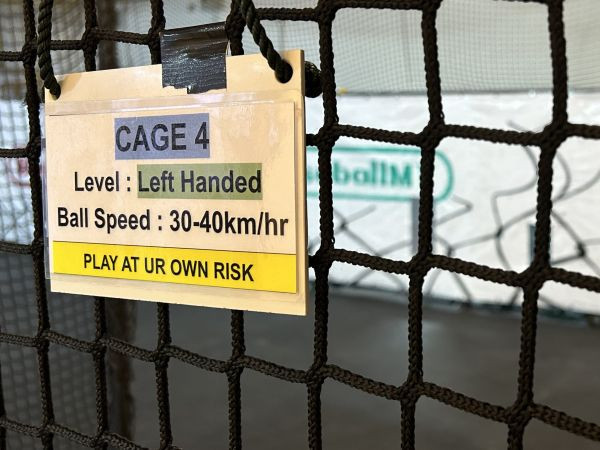 CAGE 4
Level : Left Handed
Ball Speed : 30-40km/hr
PLAY AT UR OWN RISK